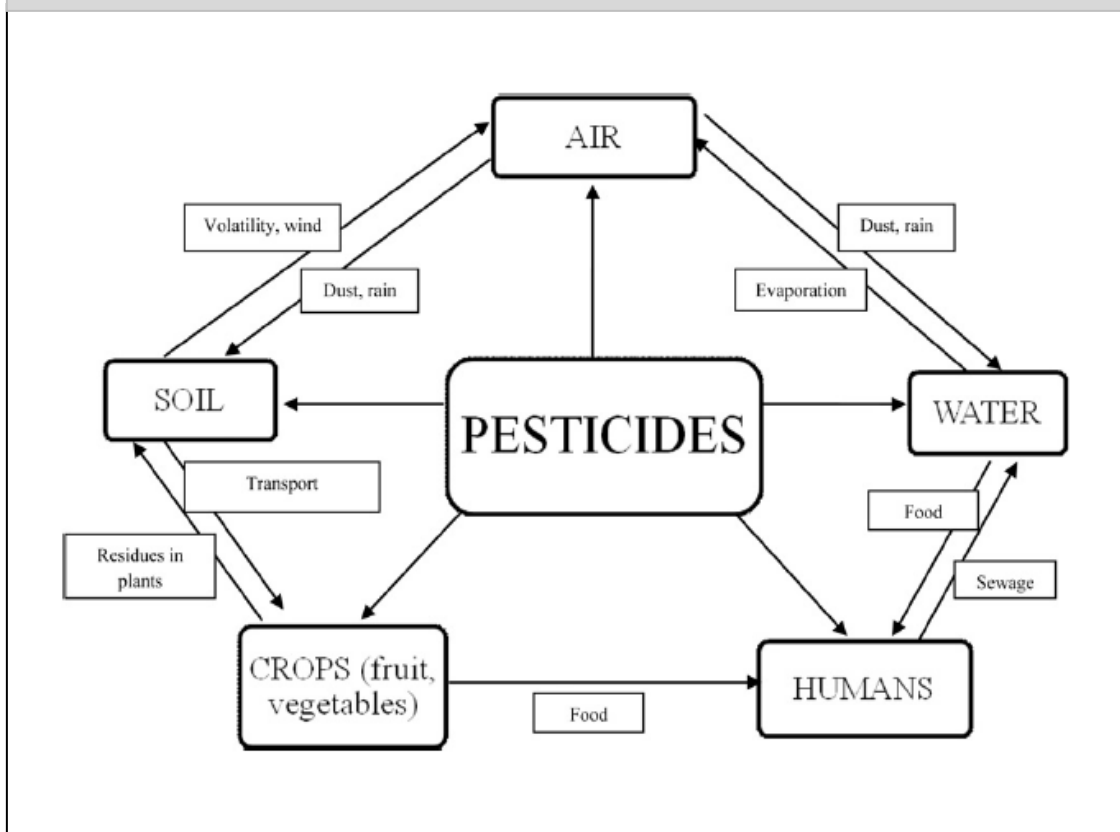 AIR
Volatility, wind
Dust, rain
Dust, rain
Evaporation
SOIL
PESTICIDES
WATER
Transport
Food
Residues in
plants
Sewage
CROPS (fruit,
vegetables)
HUMANS
Food